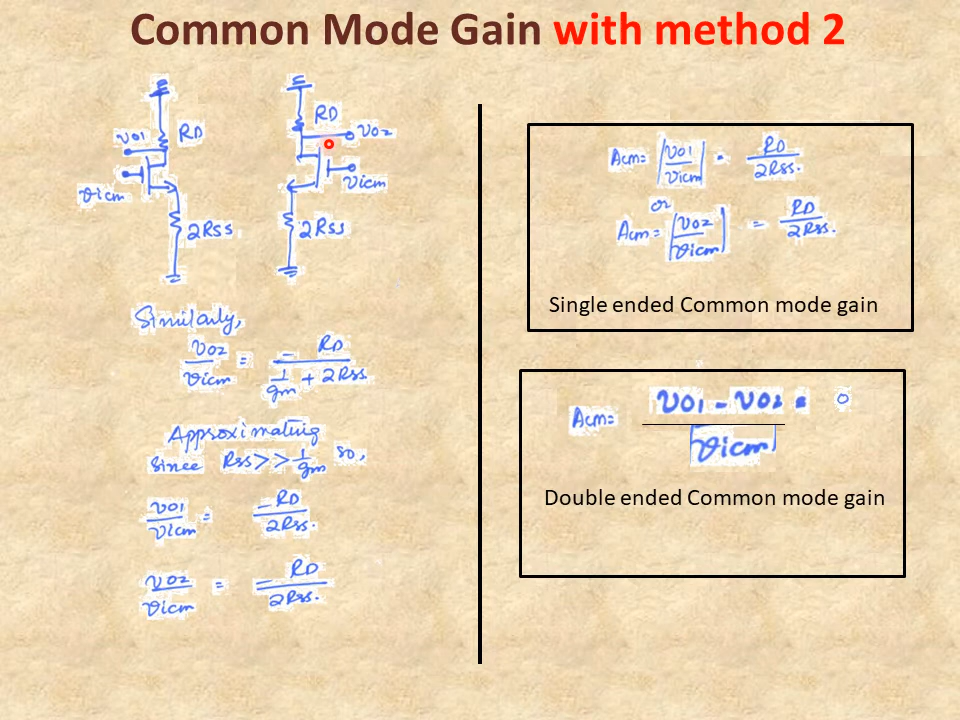 Common Mode Gain with method 2
RD
vo1
vicm
2Rss
RD
vo2
vicm
2Rss
Similarly,
vo2/vicm = - RD / (1/gm + 2Rss)
Approximating
since Rss>>1/gm so,
vo1/vicm = -RD/2Rss.
vo2/vicm = -RD/2Rss.
Acm= |vo1/vicm| = RD/2Rss.
or
Acm= |vo2/vicm| = RD/2Rss.
Single ended Common mode gain
Acm= vo1 - vo2 / |vicm| = 0
Double ended Common mode gain